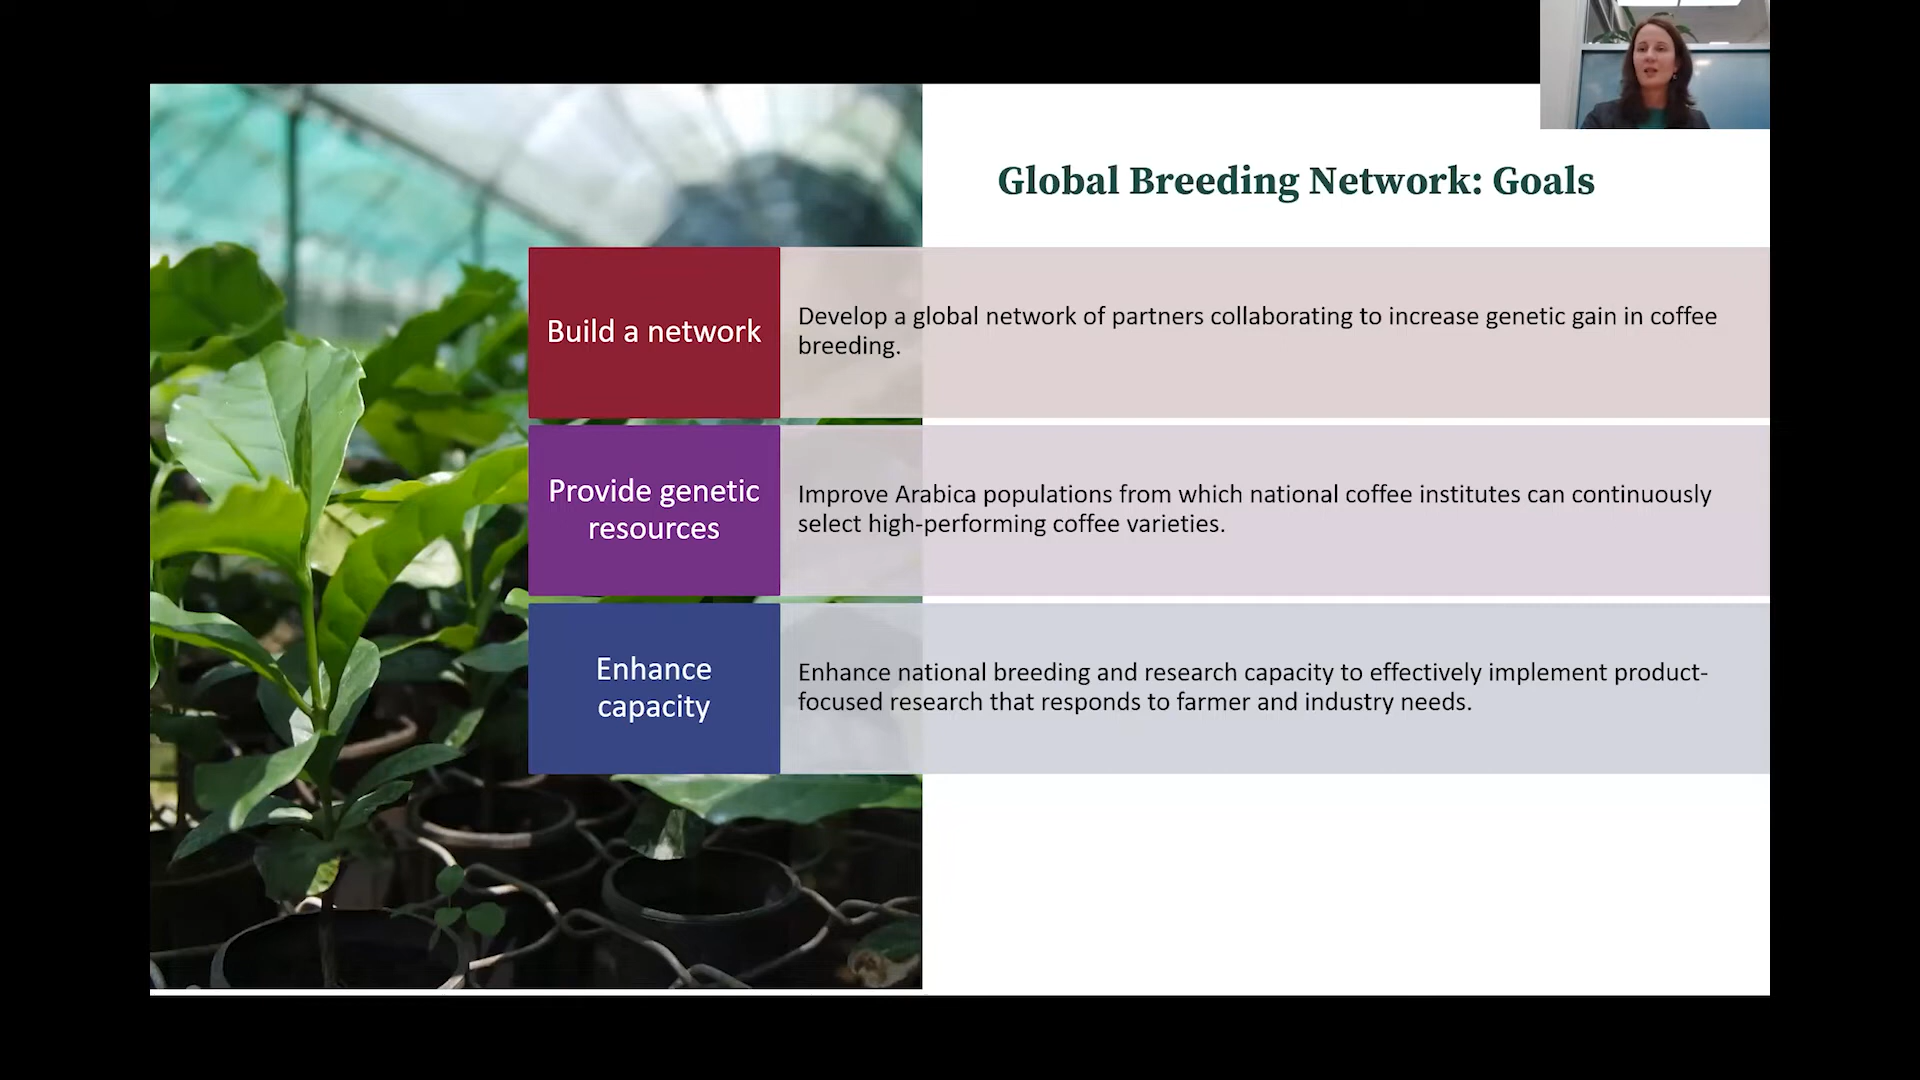 Global Breeding Network: Goals
Build a network
Develop a global network of partners collaborating to increase genetic gain in coffee
breeding.
Provide genetic
resources
Improve Arabica populations from which national coffee institutes can continuously
select high-performing coffee varieties.
Enhance
capacity
Enhance national breeding and research capacity to effectively implement product-
focused research that responds to farmer and industry needs.